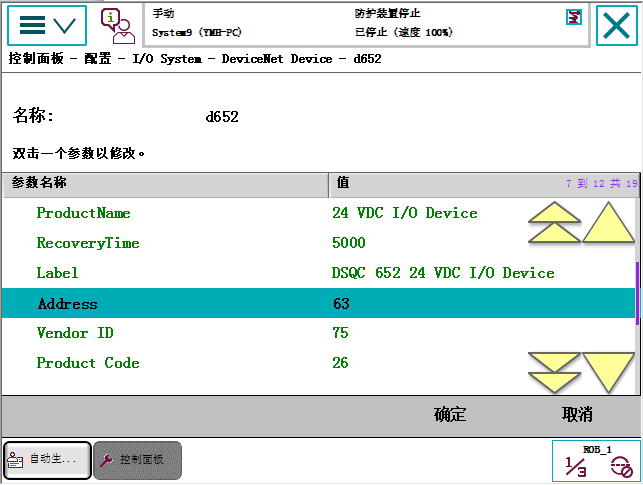 手动 防护装置停止
System9 (YMH-PC) 已停止 (速度 100%)
控制面板 - 配置 - I/O System - DeviceNet Device - d652
名称: d652
双击一个参数以修改。
参数名称 值 7 到 12 共 19
ProductName 24 VDC I/O Device
RecoveryTime 5000
Label DSQC 652 24 VDC I/O Device
Address 63
Vendor ID 75
Product Code 26
确定 取消
自动生... 控制面板 ROB_1
1/3